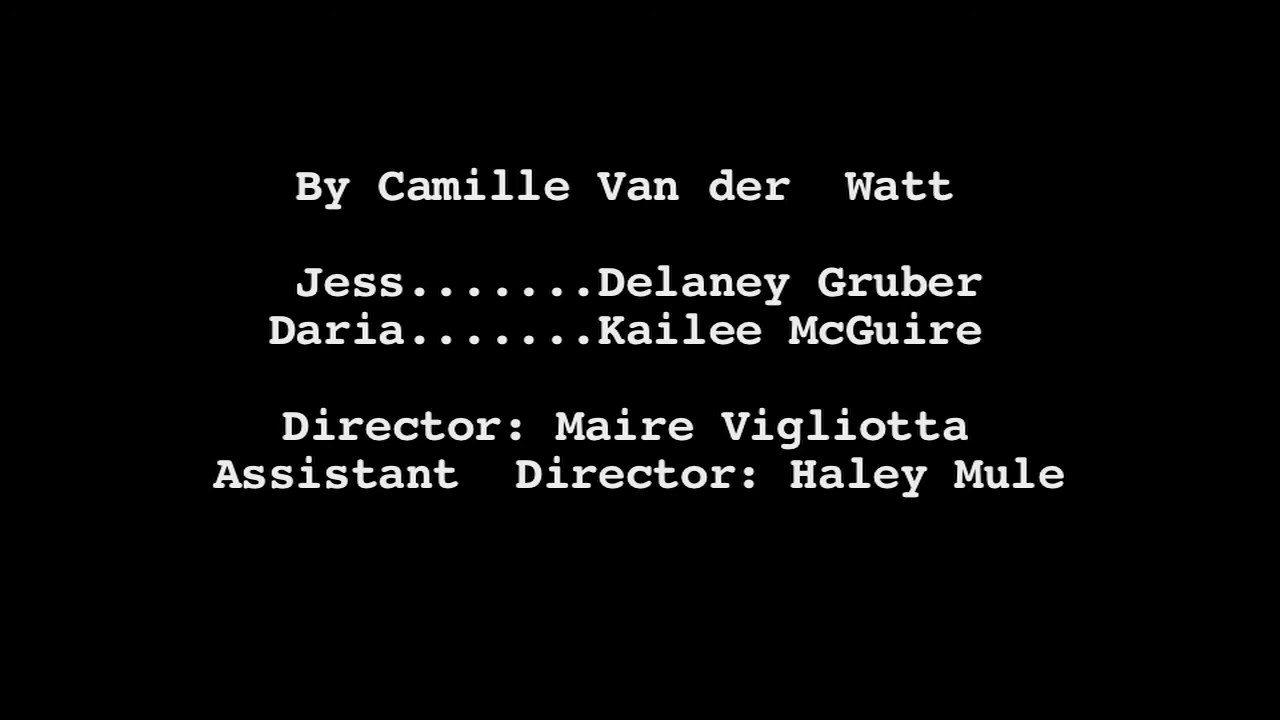 By Camille Van der  Watt
Jess.......Delaney Gruber
Daria.......Kailee McGuire
Director: Maire Vigliotta
Assistant  Director: Haley Mule